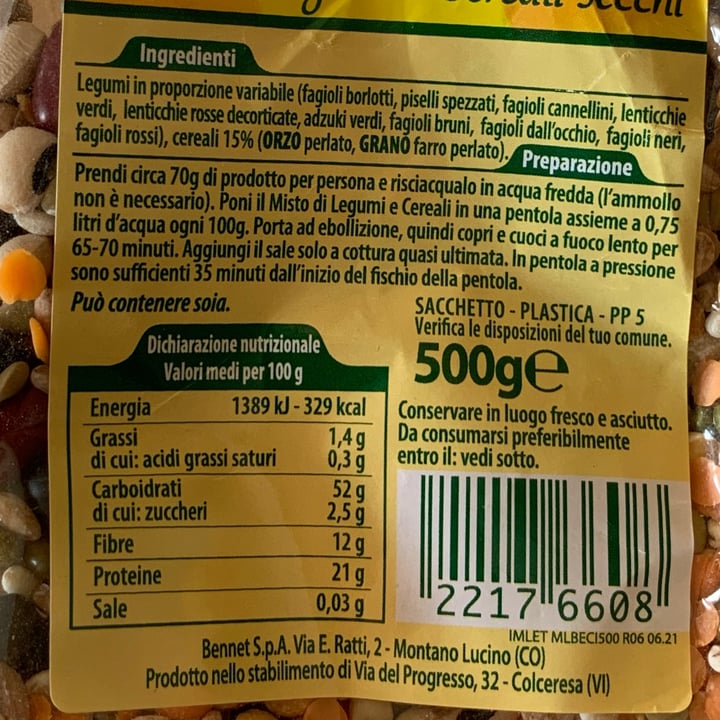 Ingredienti
Legumi in proporzione variabile (fagioli borlotti, piselli spezzati, fagioli cannellini, lenticchie
verdi, lenticchie rosse decorticate, adzuki verdi, fagioli bruni, fagioli dall'occhio, fagioli neri,
fagioli rossi), cereali 15% (ORZO perlato, GRANO farro perlato).
Preparazione
Prendi circa 70g di prodotto per persona e risciacqualo in acqua fredda (l'ammollo
non è necessario). Poni il Misto di Legumi e Cereali in una pentola assieme a 0,75
litri d'acqua ogni 100g. Porta ad ebollizione, quindi copri e cuoci a fuoco lento per
65-70 minuti. Aggiungi il sale solo a cottura quasi ultimata. In pentola a pressione
sono sufficienti 35 minuti dall'inizio del fischio della pentola.
Può contenere soia.
SACCHETTO - PLASTICA - PP 5
Verifica le disposizioni del tuo comune.
500g℮
Conservare in luogo fresco e asciutto.
Da consumarsi preferibilmente
entro il: vedi sotto.
Dichiarazione nutrizionale
Valori medi per 100 g
Energia 1389 kJ - 329 kcal
Grassi 1,4 g
di cui: acidi grassi saturi 0,3 g
Carboidrati 52 g
di cui: zuccheri 2,5 g
Fibre 12 g
Proteine 21 g
Sale 0,03 g
2217 6608
IMLET MLBECI500 R06 06.21
Bennet S.p.A. Via E. Ratti, 2 - Montano Lucino (CO)
Prodotto nello stabilimento di Via del Progresso, 32 - Colceresa (VI)